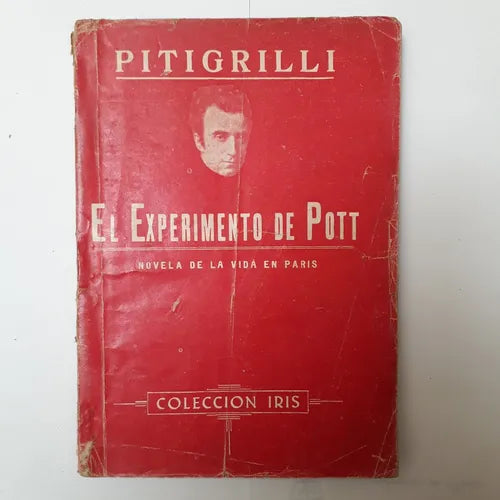 PITIGRILLI
EL EXPERIMENTO DE POTT
NOVELA DE LA VIDA EN PARIS
COLECCION IRIS